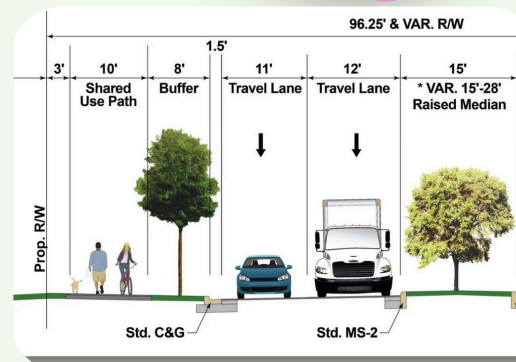 96.25' & VAR. R/W
1.5'
3' 10' 8' 11' 12' 15'
Shared Use Path
Buffer
Travel Lane
Travel Lane
* VAR. 15'-28'
Raised Median
Prop. R/W
Std. C&G
Std. MS-2